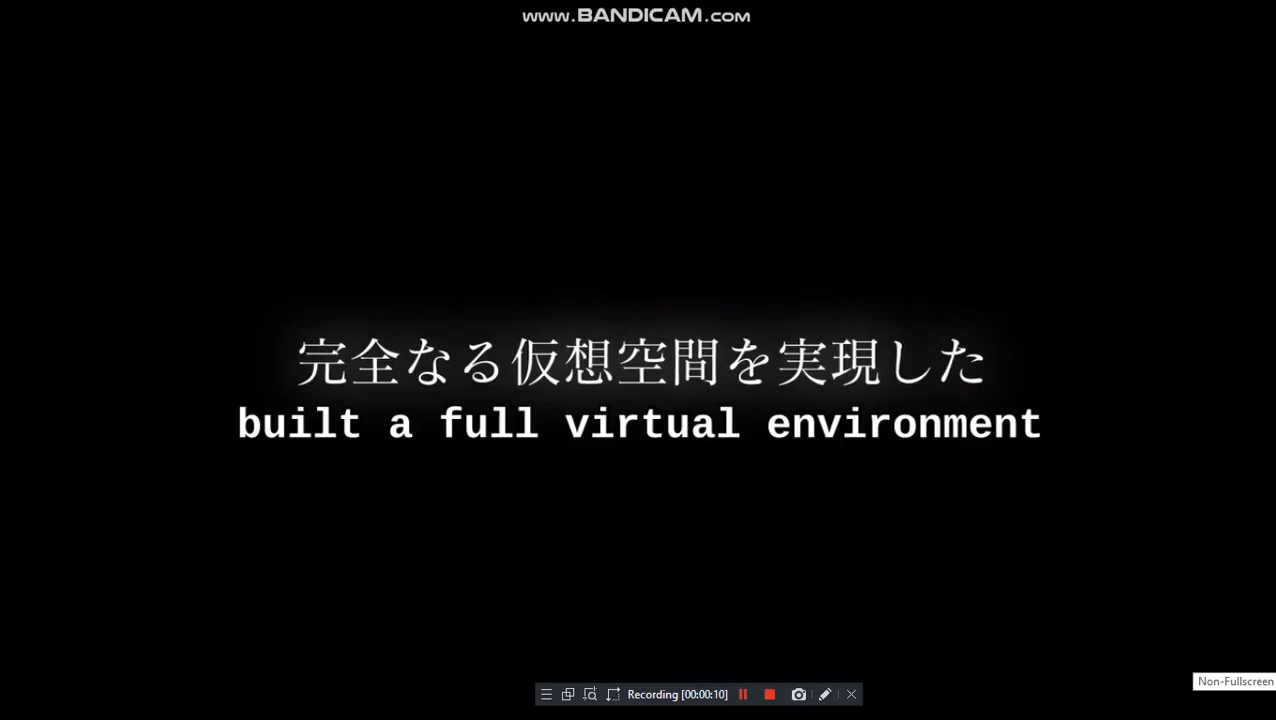 www.BANDICAM.com
完全なる仮想空間を実現した
built a full virtual environment
Recording [00:00:10]
Non-Fullscreen